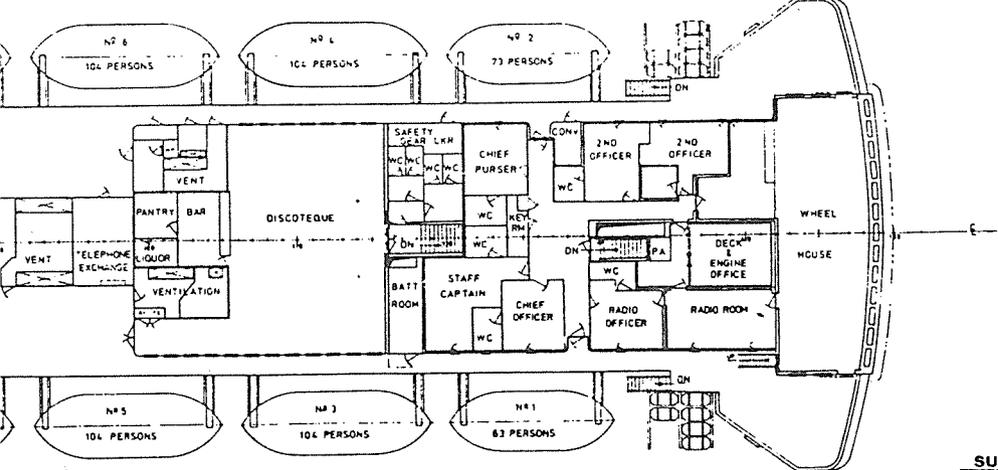 Nº 6
104 PERSONS
Nº 4
104 PERSONS
Nº 2
73 PERSONS
DN
SAFETY
GEAR LKR
WC
WC
WC
WC
CHIEF
PURSER
CONV
WC
2ND
OFFICER
2ND
OFFICER
VENT
PANTRY
BAR
DISCOTEQUE
LIQUOR
TELEPHONE
EXCHANGE
VENT
VENTILATION
DN
WC
WC
KEY
RM
DN
PA
WC
DECK
&
ENGINE
OFFICE
WHEEL
HOUSE
BATT
ROOM
STAFF
CAPTAIN
WC
CHIEF
OFFICER
RADIO
OFFICER
RADIO ROOM
DN
Nº 5
104 PERSONS
Nº 3
104 PERSONS
Nº 1
63 PERSONS
SU